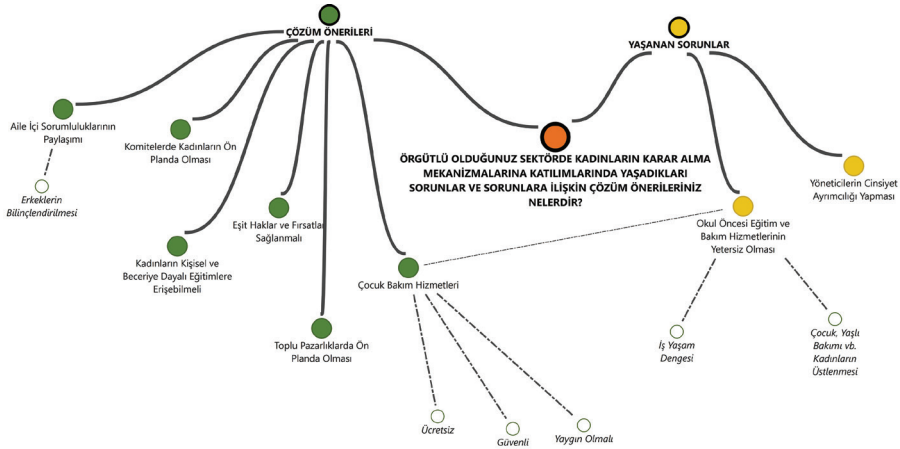 ÇÖZÜM ÖNERİLERİ
YAŞANAN SORUNLAR
Aile İçi Sorumluluklarının
Paylaşımı
Komitelerde Kadınların Ön
Planda Olması
ÖRGÜTLÜ OLDUĞUNUZ SEKTÖRDE KADINLARIN KARAR ALMA
MEKANİZMALARINA KATILIMLARINDA YAŞADIKLARI
SORUNLAR VE SORUNLARA İLİŞKİN ÇÖZÜM ÖNERİLERİNİZ
NELERDİR?
Yöneticilerin Cinsiyet
Ayrımcılığı Yapması
Erkeklerin
Bilinçlendirilmesi
Eşit Haklar ve Fırsatlar
Sağlanmalı
Okul Öncesi Eğitim ve
Bakım Hizmetlerinin
Yetersiz Olması
Kadınların Kişisel ve
Beceriye Dayalı Eğitimlere
Erişebilmeli
Çocuk Bakım Hizmetleri
Toplu Pazarlıklarda Ön
Planda Olması
İş Yaşam
Dengesi
Çocuk, Yaşlı
Bakımı vb.
Kadınların
Üstlenmesi
Ücretsiz
Güvenli
Yaygın Olmalı